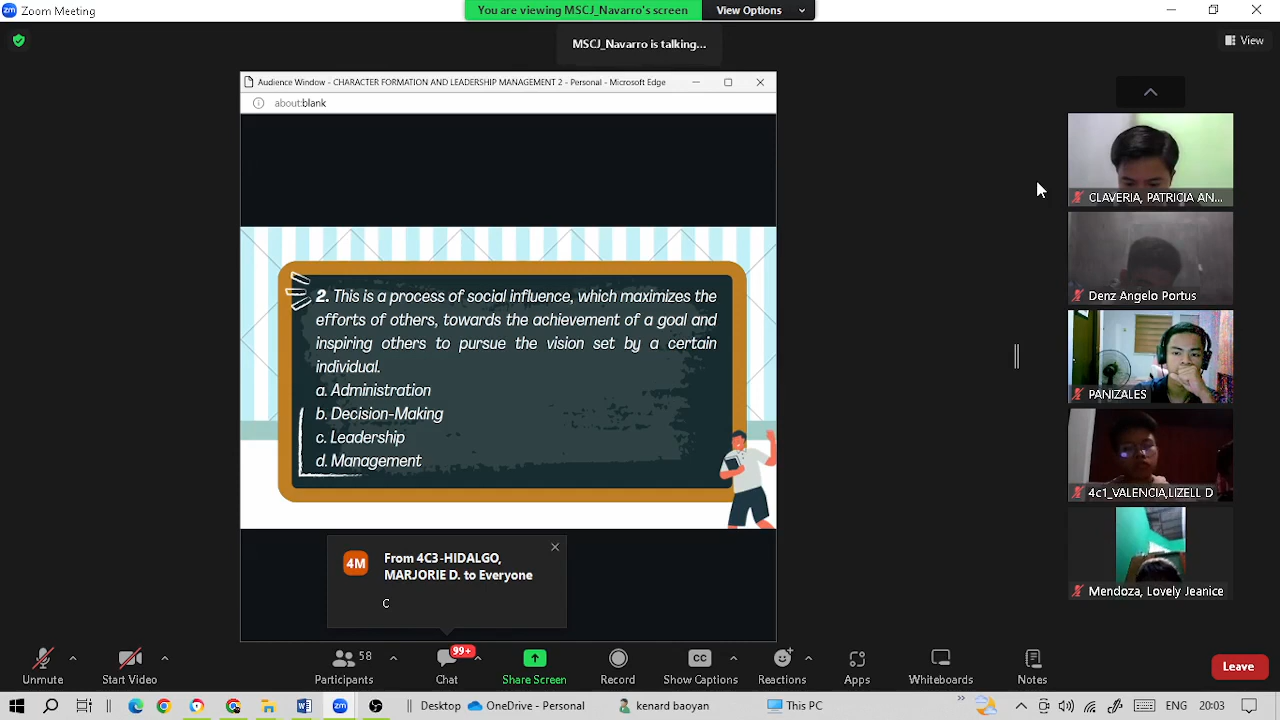 Zoom Meeting
You are viewing MSCJ_Navarro's screen
View Options
MSCJ_Navarro is talking...
View
Audience Window - CHARACTER FORMATION AND LEADERSHIP MANAGEMENT 2 - Personal - Microsoft Edge
about:blank
2. This is a process of social influence, which maximizes the
efforts of others, towards the achievement of a goal and
inspiring others to pursue the vision set by a certain
individual.
a. Administration
b. Decision-Making
c. Leadership
d. Management
CLAVERIA, PATRICIA AN...
Denz Angelo Portus
PANIZALES
4c1_VALENCIA,LIZELL D
Mendoza, Lovely Jeanice
4M
From 4C3-HIDALGO,
MARJORIE D. to Everyone
C
Unmute
Start Video
58
Participants
99+
Chat
Share Screen
Record
CC
Show Captions
Reactions
Apps
Whiteboards
Notes
Leave
zm
Desktop
OneDrive - Personal
kenard baoyan
This PC
ENG
20:03